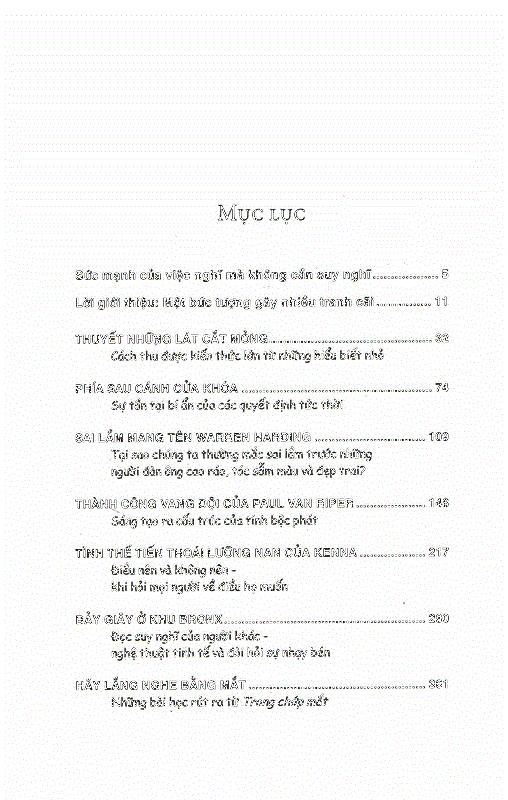 MỤC LỤC
Sức mạnh của việc nghĩ mà không cần suy nghĩ .................. 5
Lời giới thiệu: Một bức tượng gây nhiều tranh cãi .............. 11
THUYẾT NHỮNG LÁT CẮT MỎNG .................. 32
Cách thu được kiến thức lớn từ những hiểu biết nhỏ
PHÍA SAU CÁNH CỬA KHÓA .................. 74
Sự tồn tại bí ẩn của các quyết định tức thời
SAI LẦM MANG TÊN WARREN HARDING .................. 109
Tại sao chúng ta thường mắc sai lầm trước những
người đàn ông cao ráo, tóc sẫm màu và đẹp trai?
THÀNH CÔNG VANG DỘI CỦA PAUL VAN RIPER .................. 146
Sáng tạo ra cấu trúc của tính bộc phát
TÌNH THẾ TIẾN THOÁI LƯỠNG NAN CỦA KENNA .................. 217
Điều nên và không nên -
khi hỏi mọi người về điều họ muốn
BẢY GIÂY Ở KHU BRONX .................. 280
Đọc suy nghĩ của người khác -
nghệ thuật tinh tế và đòi hỏi sự nhạy bén
HÃY LẮNG NGHE BẰNG MẮT .................. 361
Những bài học rút ra từ Trong chớp mắt